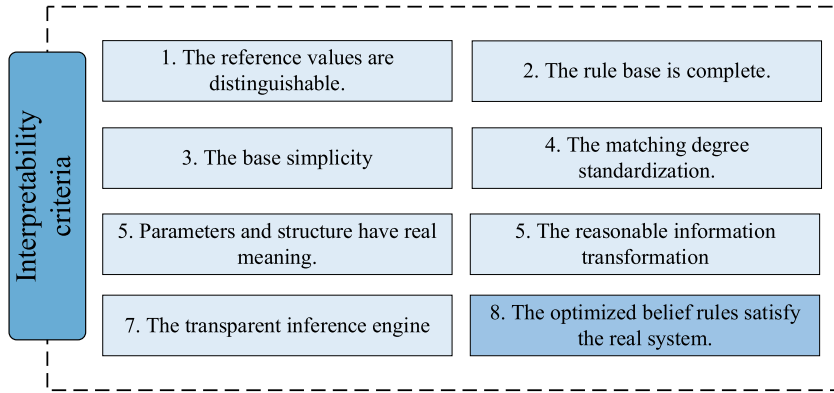 Interpretability
criteria
1. The reference values are
distinguishable.
2. The rule base is complete.
3. The base simplicity
4. The matching degree
standardization.
5. Parameters and structure have real
meaning.
5. The reasonable information
transformation
7. The transparent inference engine
8. The optimized belief rules satisfy
the real system.